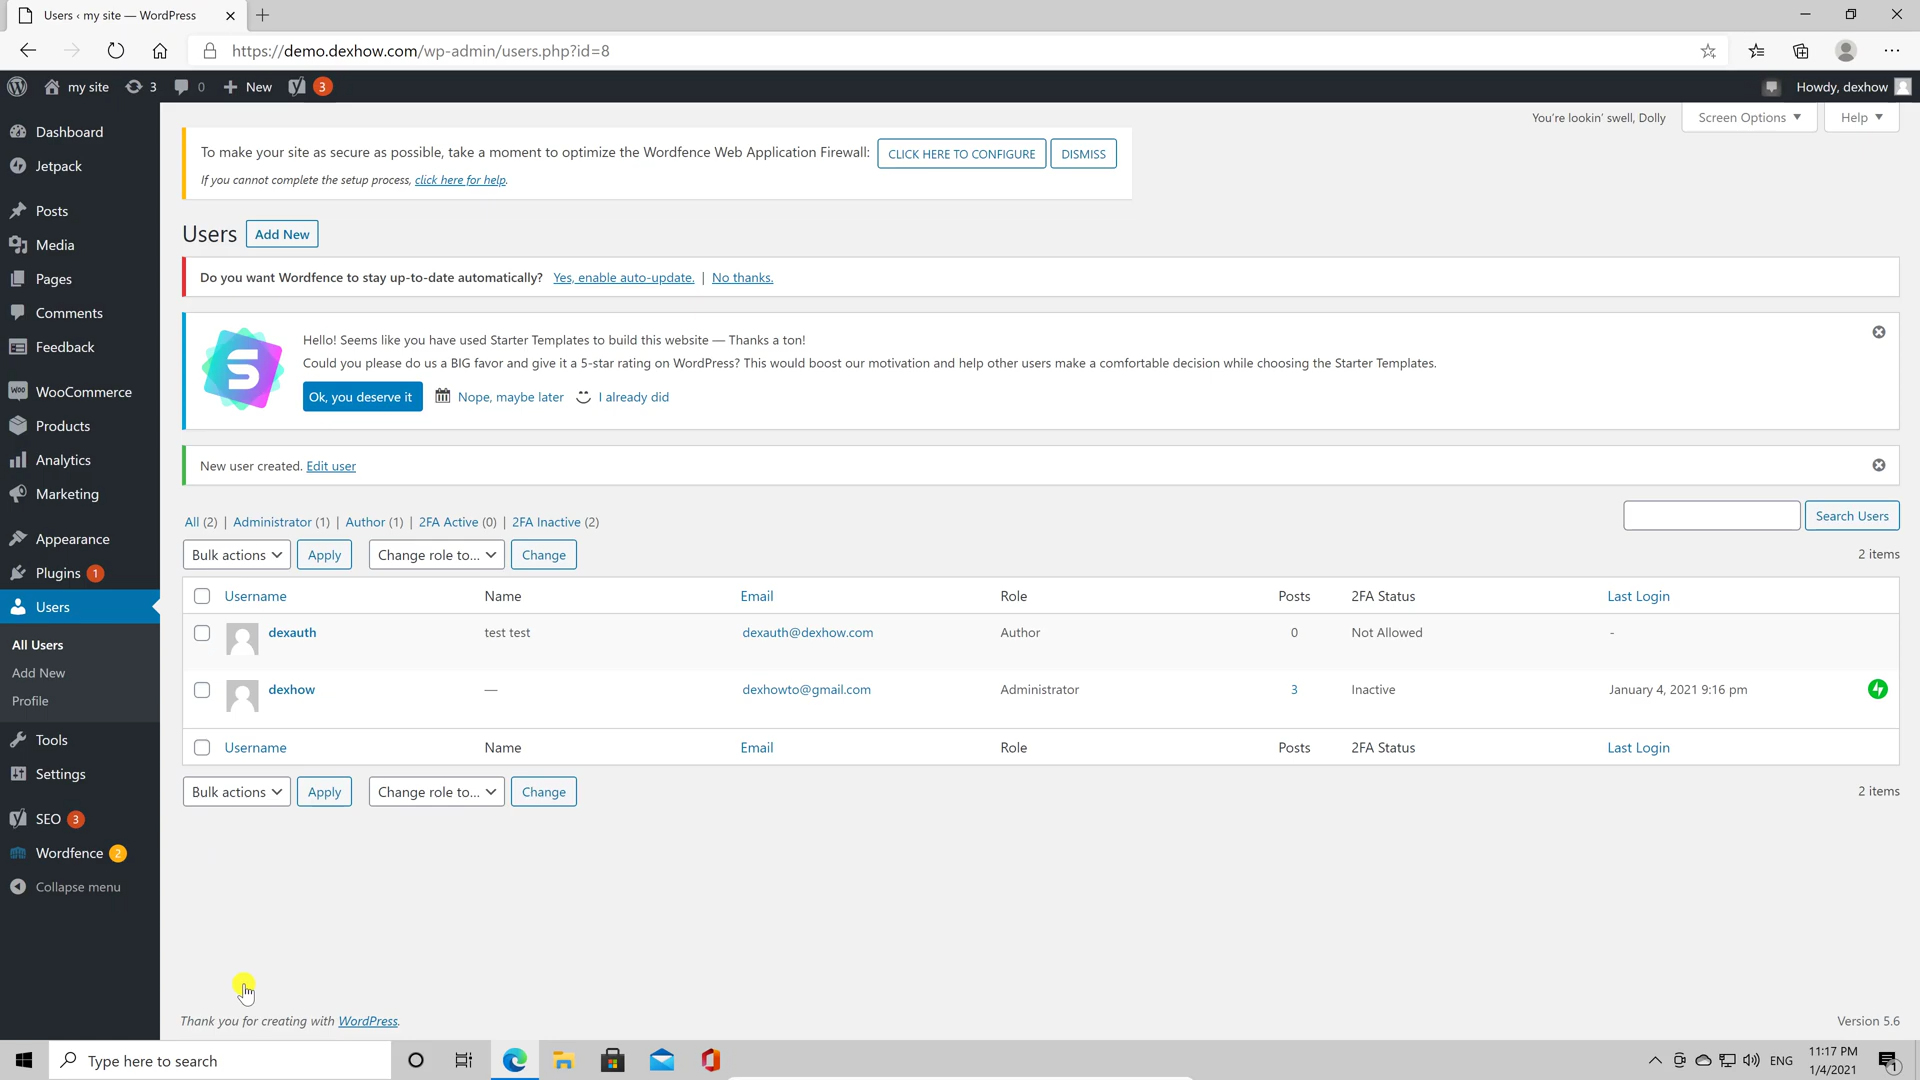 Users ‹ my site — WordPress
https://demo.dexhow.com/wp-admin/users.php?id=8
my site 3 0 New 3
Howdy, dexhow
You're lookin' swell, Dolly
Screen Options
Help
To make your site as secure as possible, take a moment to optimize the Wordfence Web Application Firewall: CLICK HERE TO CONFIGURE DISMISS
If you cannot complete the setup process, click here for help.
Users Add New
Do you want Wordfence to stay up-to-date automatically? Yes, enable auto-update. | No thanks.
S
Hello! Seems like you have used Starter Templates to build this website — Thanks a ton!
Could you please do us a BIG favor and give it a 5-star rating on WordPress? This would boost our motivation and help other users make a comfortable decision while choosing the Starter Templates.
Ok, you deserve it Nope, maybe later I already did
New user created. Edit user
All (2) | Administrator (1) | Author (1) | 2FA Active (0) | 2FA Inactive (2)
Search Users
Bulk actions Apply Change role to... Change
2 items
Username Name Email Role Posts 2FA Status Last Login
dexauth test test dexauth@dexhow.com Author 0 Not Allowed -
dexhow — dexhowto@gmail.com Administrator 3 Inactive January 4, 2021 9:16 pm
Username Name Email Role Posts 2FA Status Last Login
Bulk actions Apply Change role to... Change
2 items
Dashboard
Jetpack
Posts
Media
Pages
Comments
Feedback
Woo WooCommerce
Products
Analytics
Marketing
Appearance
Plugins 1
Users
All Users
Add New
Profile
Tools
Settings
SEO 3
Wordfence 2
Collapse menu
Thank you for creating with WordPress.
Version 5.6
Type here to search
ENG
11:17 PM
1/4/2021
1